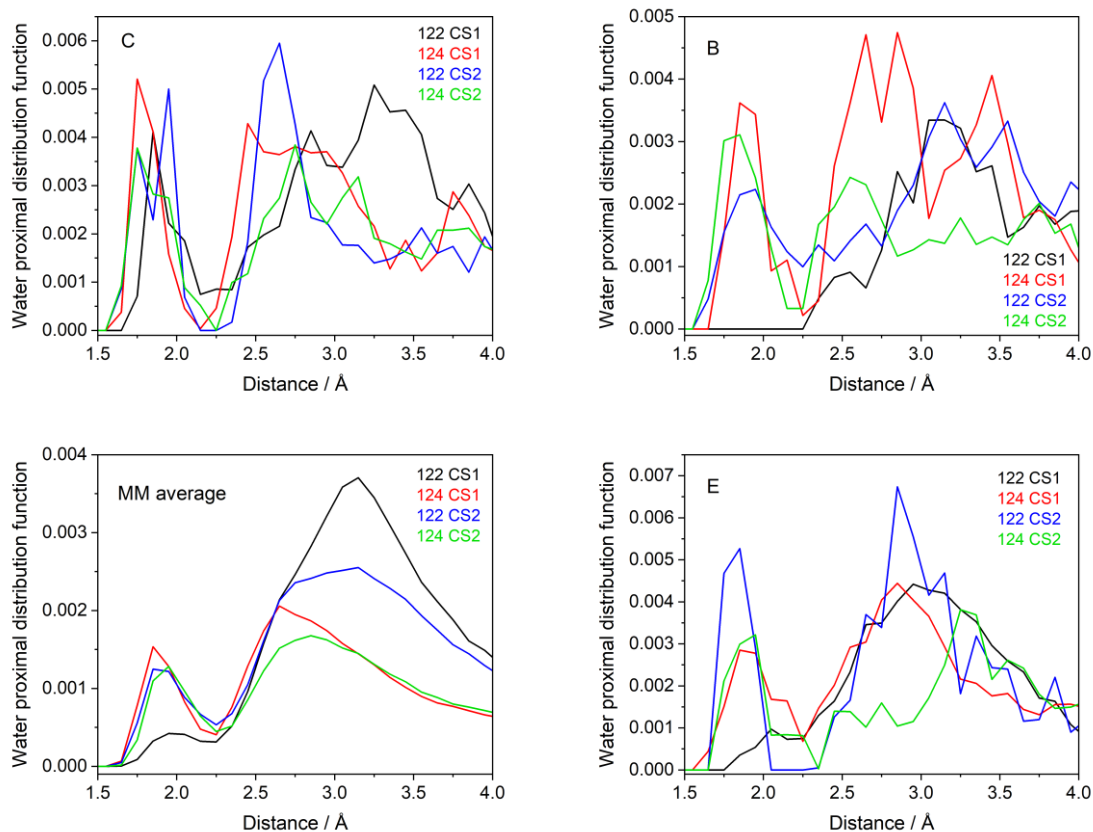 Water proximal distribution function
0.006
0.005
0.004
0.003
0.002
0.001
0.000
C
122 CS1
124 CS1
122 CS2
124 CS2
1.5 2.0 2.5 3.0 3.5 4.0
Distance / Å
Water proximal distribution function
0.005
0.004
0.003
0.002
0.001
0.000
B
122 CS1
124 CS1
122 CS2
124 CS2
1.5 2.0 2.5 3.0 3.5 4.0
Distance / Å
Water proximal distribution function
0.004
0.003
0.002
0.001
0.000
MM average
122 CS1
124 CS1
122 CS2
124 CS2
1.5 2.0 2.5 3.0 3.5 4.0
Distance / Å
Water proximal distribution function
0.007
0.006
0.005
0.004
0.003
0.002
0.001
0.000
E
122 CS1
124 CS1
122 CS2
124 CS2
1.5 2.0 2.5 3.0 3.5 4.0
Distance / Å